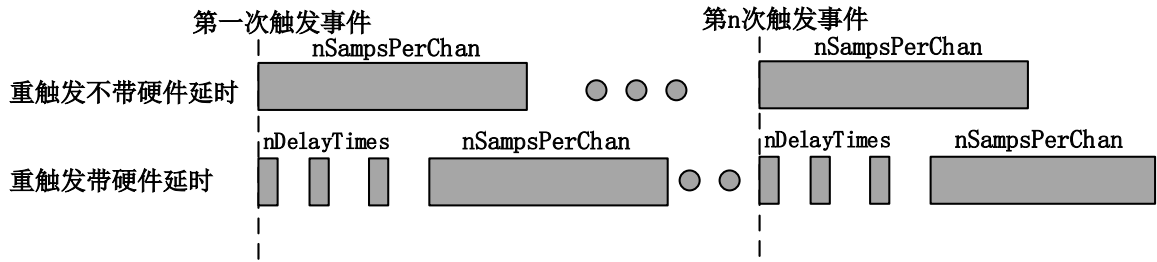 第一次触发事件
第n次触发事件
nSampsPerChan
nSampsPerChan
重触发不带硬件延时
nDelayTimes
nSampsPerChan
nDelayTimes
nSampsPerChan
重触发带硬件延时